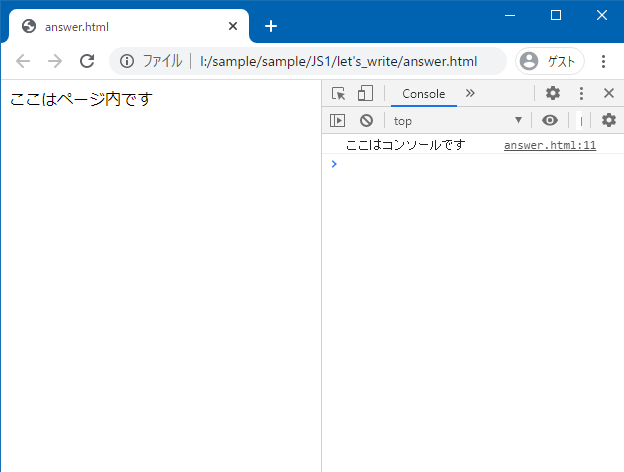 answer.html
ファイル l:/sample/sample/JS1/let's_write/answer.html ゲスト
ここはページ内です
Console
top
ここはコンソールです answer.html:11